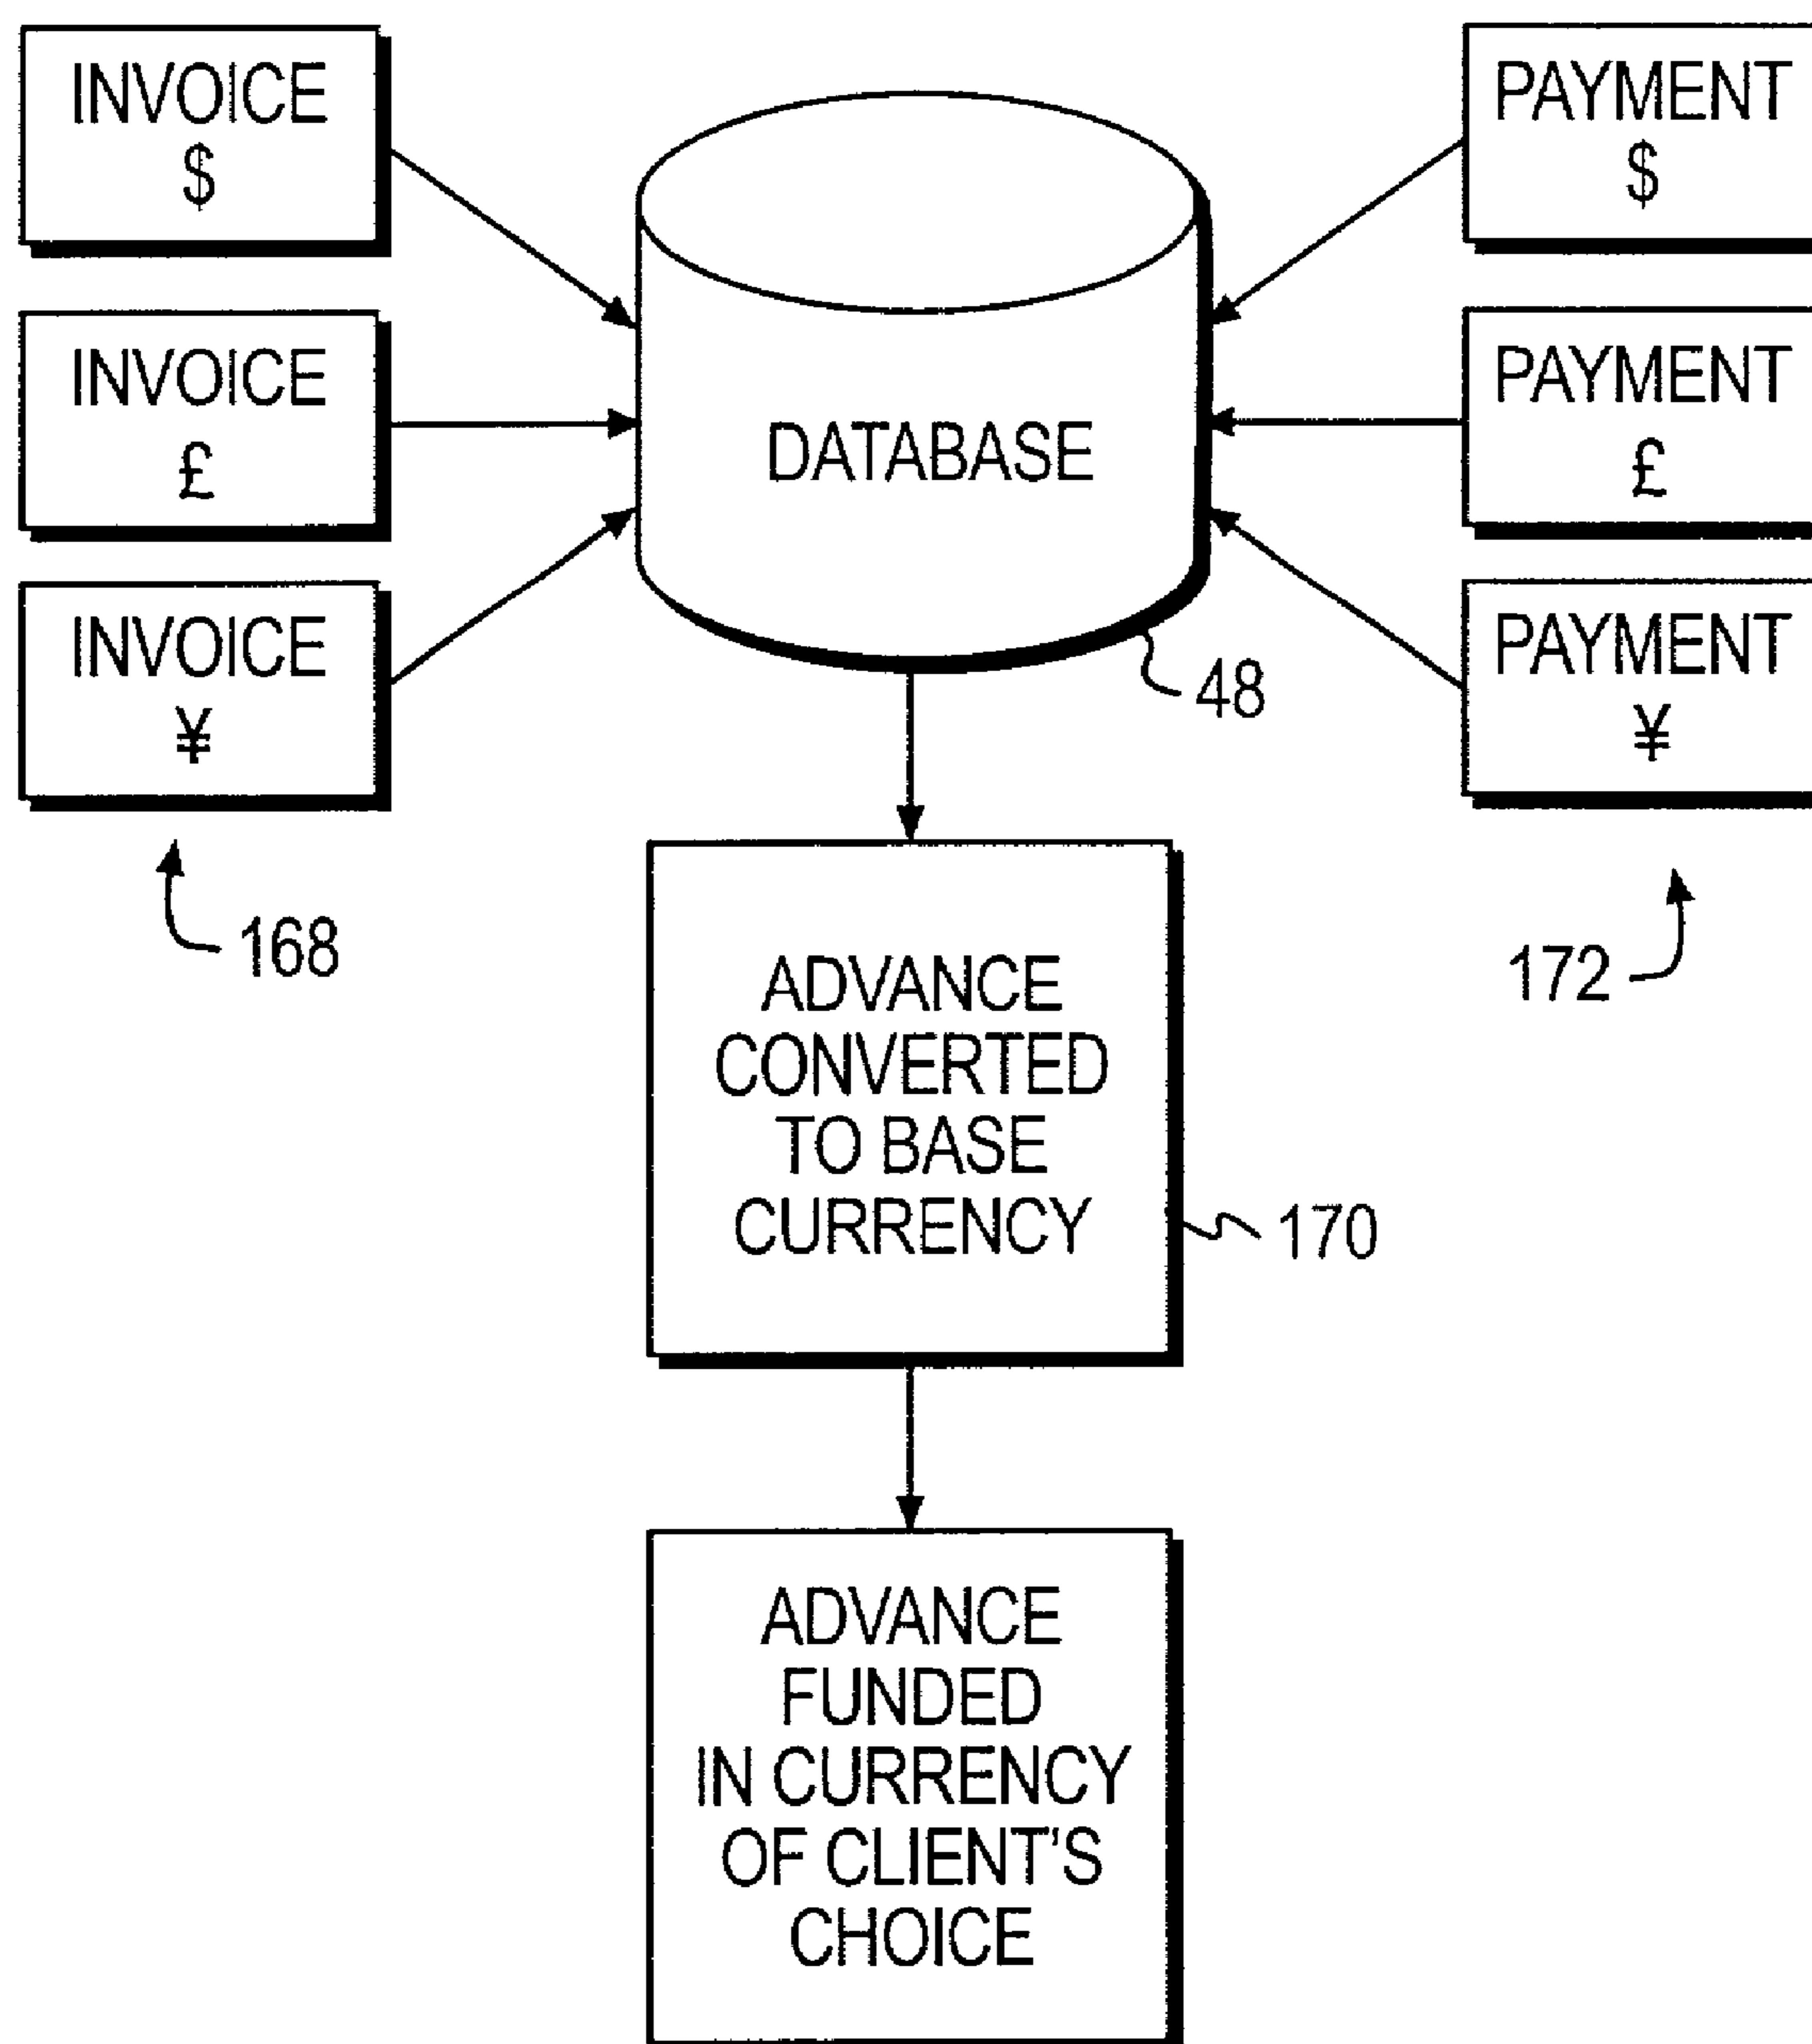 INVOICE
$
INVOICE
£
INVOICE
¥
168
DATABASE
48
PAYMENT
$
PAYMENT
£
PAYMENT
¥
172
ADVANCE
CONVERTED
TO BASE
CURRENCY
170
ADVANCE
FUNDED
IN CURRENCY
OF CLIENT'S
CHOICE